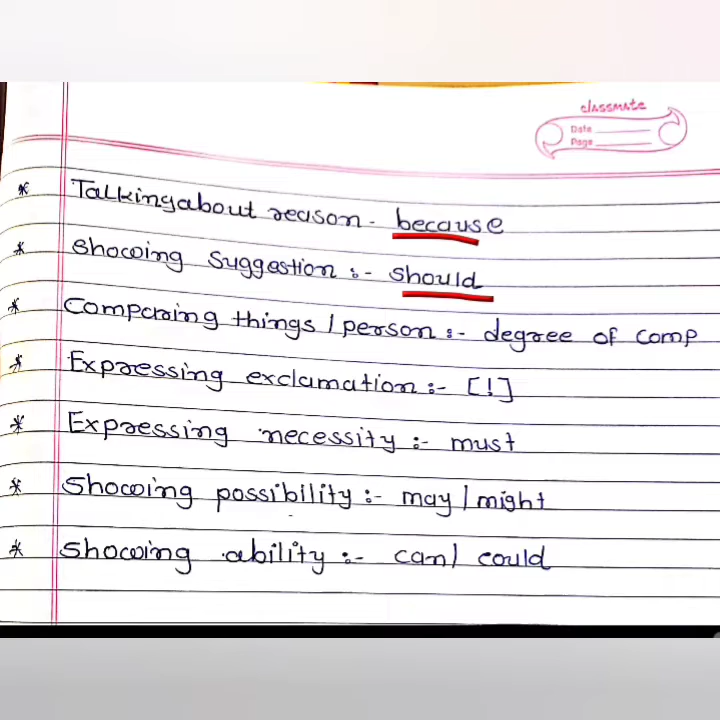 classmate
Date
Page
* Talkingabout reason - because
* Showing suggestion :- should
* Comparing things / person :- degree of comp
* Expressing exclamation :- [!]
* Expressing necessity :- must
* Showing possibility :- may / might
* Showing ability :- can / could